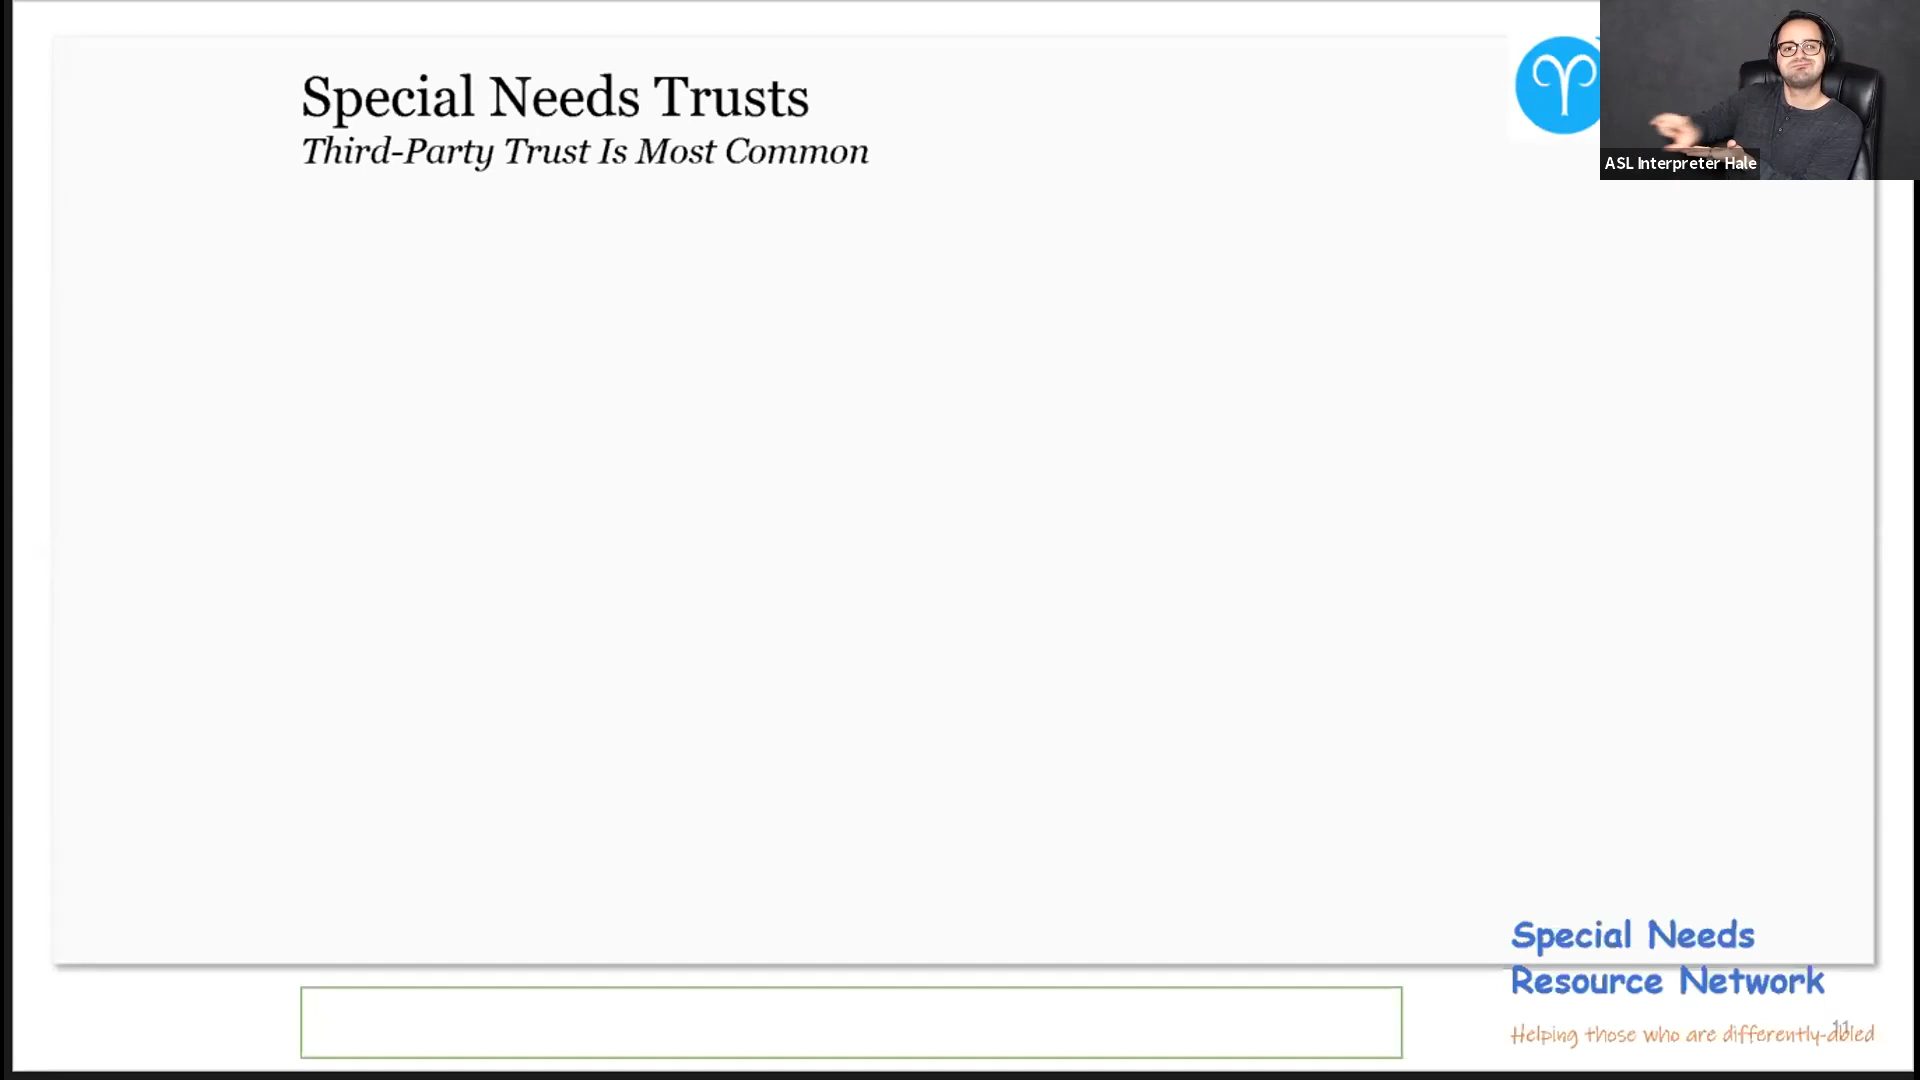 Special Needs Trusts
Third-Party Trust Is Most Common
ASL Interpreter Hale
Special Needs
Resource Network
Helping those who are differently-abled
11